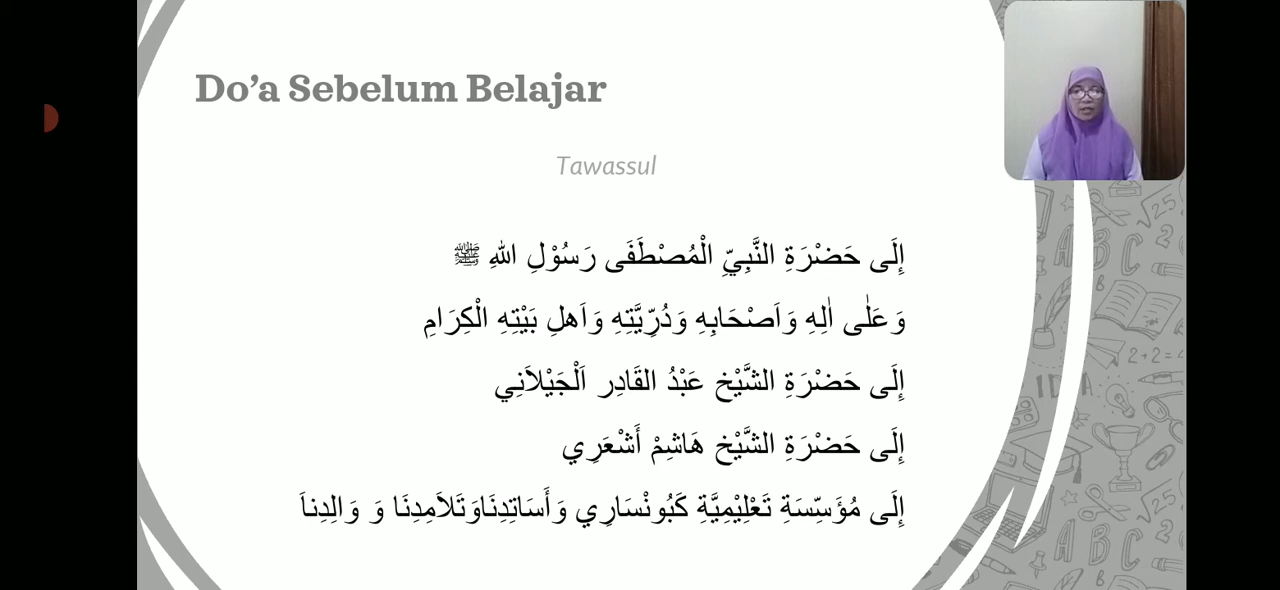 Do’a Sebelum Belajar
Tawassul
إِلَى حَضْرَةِ النَّبِيِّ الْمُصْطَفَى رَسُوْلِ اللهِ ﷺ
وَعَلٰى اٰلِهِ وَاَصْحَابِهِ وَذُرِّيَّتِهِ وَاَهلِ بَيْتِهِ الْكِرَامِ
إِلَى حَضْرَةِ الشَّيْخ عَبْدُ القَادِر اَلْجَيْلاَنِي
إِلَى حَضْرَةِ الشَّيْخ هَاشِمْ أَشْعَرِي
إِلَى مُؤَسِّسَةِ تَعْلِيْمِيَّةِ كَبُونْسَارِي وَأَسَاتِدِنَاوَتَلاَمِدِنَا وَ وَالِدِناَ